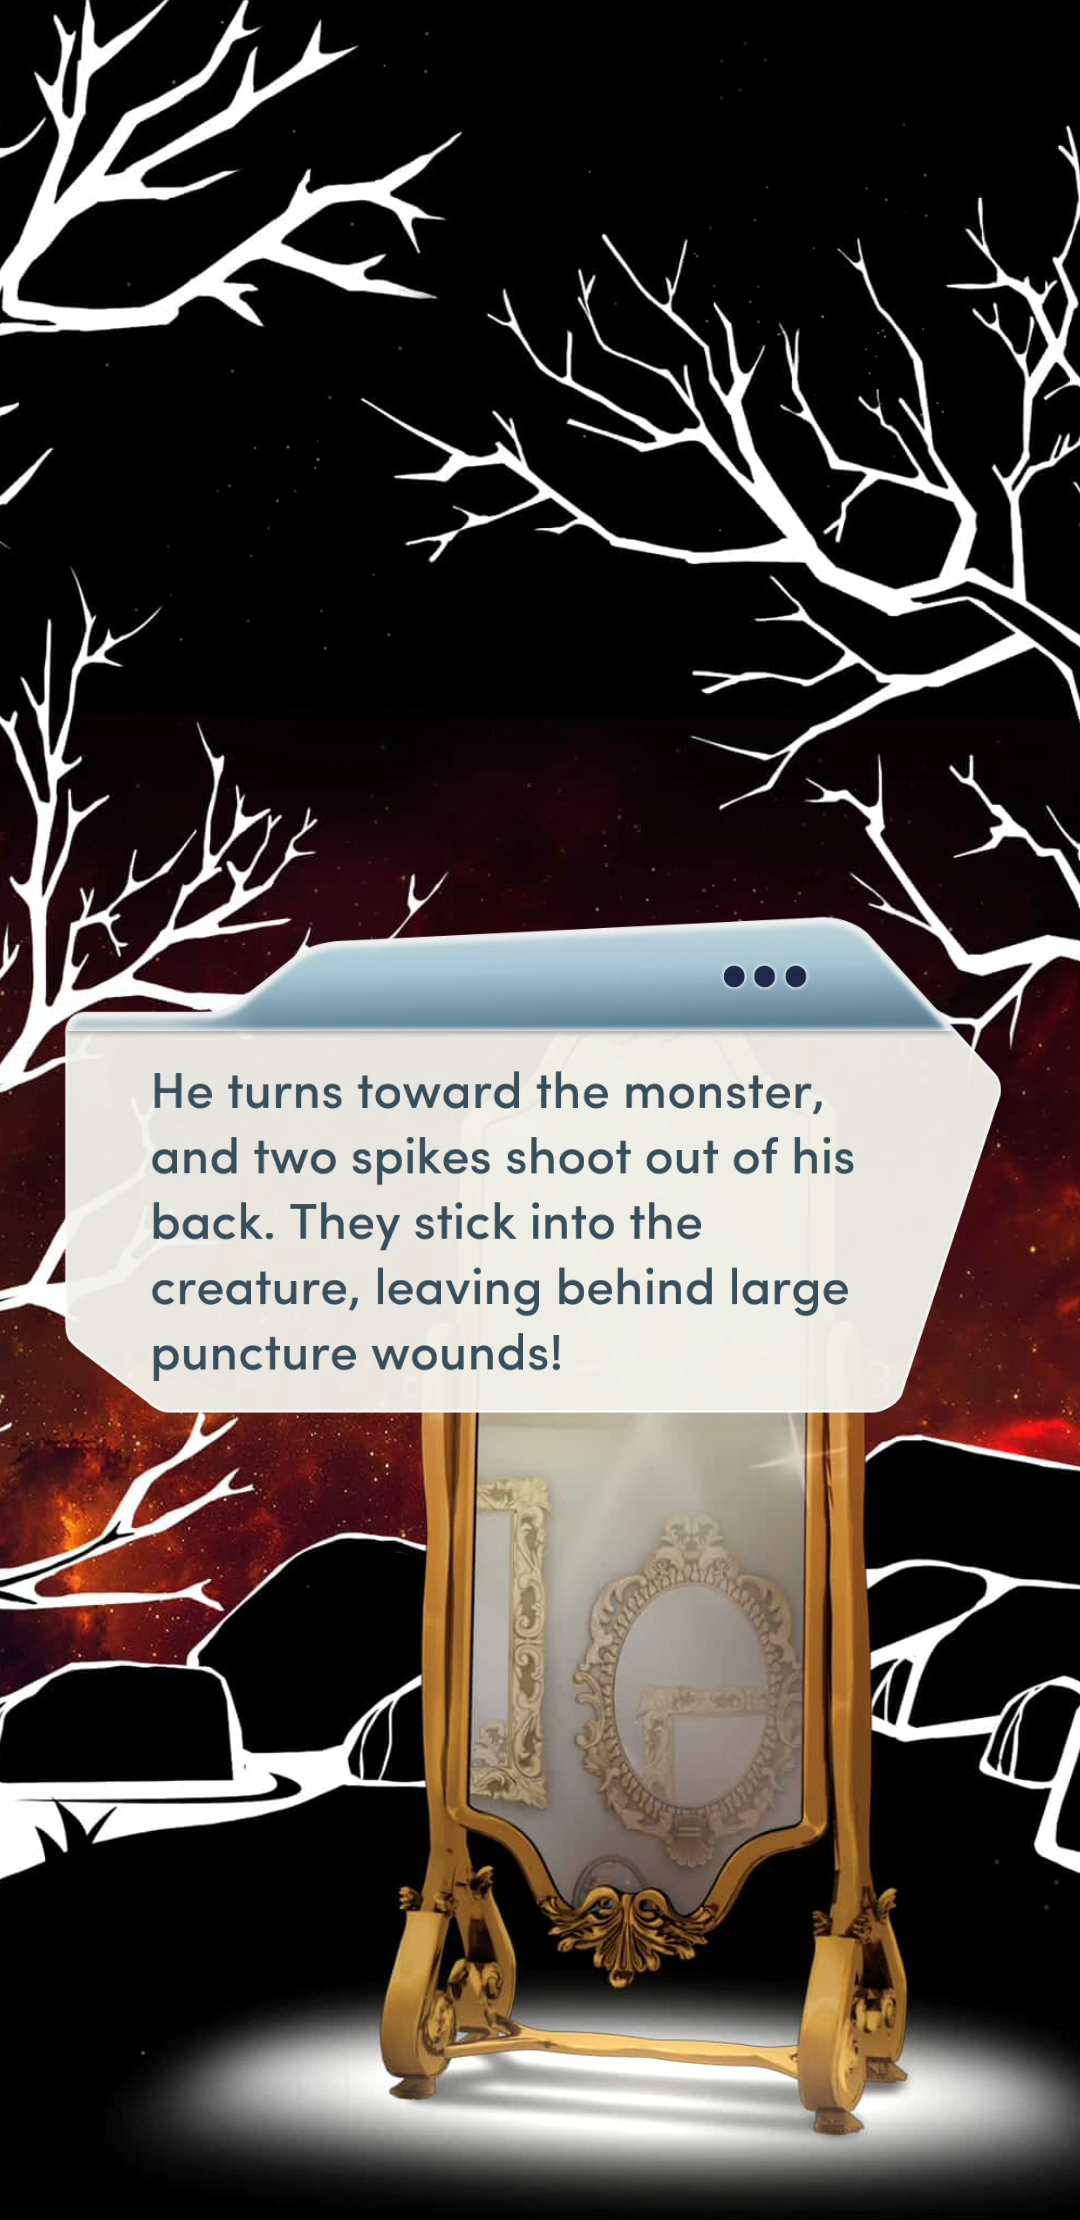 He turns toward the monster,
and two spikes shoot out of his
back. They stick into the
creature, leaving behind large
puncture wounds!